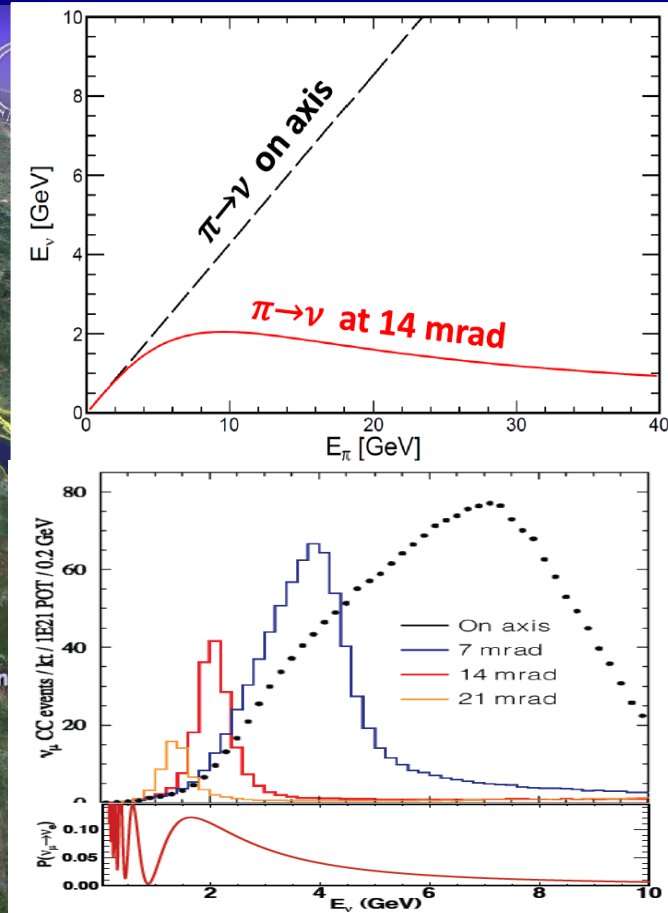 10
8
6
4
2
0
E_ν [GeV]
π→ν on axis
π→ν at 14 mrad
0 10 20 30 40
E_π [GeV]
80
60
40
20
ν_μ CC events / kt / 1E21 POT / 0.2 GeV
On axis
7 mrad
14 mrad
21 mrad
0.10
0.05
0.00
P(ν_μ→ν_e)
2 4 6 8 10
E_ν (GeV)